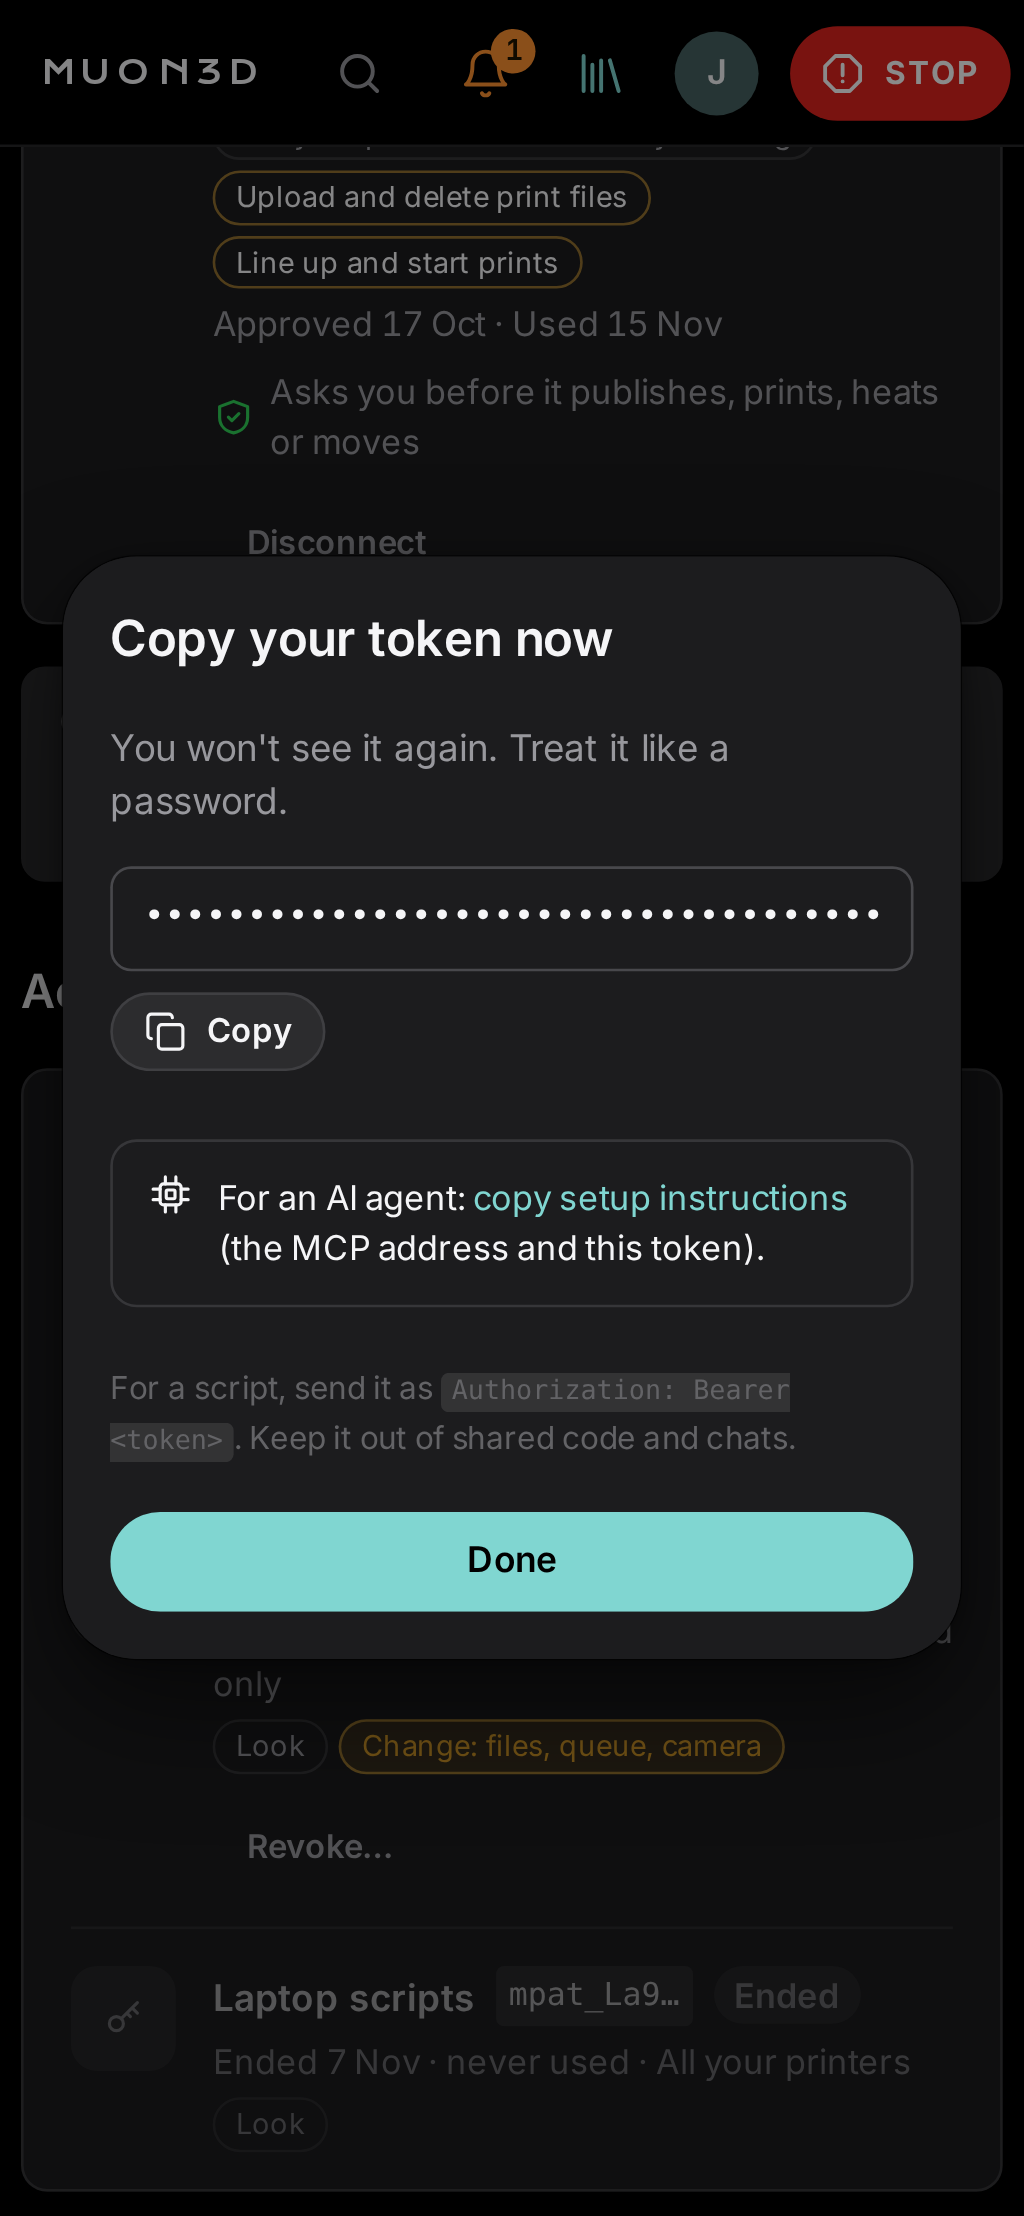 MUON3D
1
J
STOP
Upload and delete print files
Line up and start prints
Approved 17 Oct · Used 15 Nov
Asks you before it publishes, prints, heats
or moves
Disconnect
Copy your token now
You won't see it again. Treat it like a
password.
••••••••••••••••••••••••••••••••••••
Copy
For an AI agent: copy setup instructions
(the MCP address and this token).
For a script, send it as Authorization: Bearer
<token>. Keep it out of shared code and chats.
Done
only
Look
Change: files, queue, camera
Revoke...
Laptop scripts mpat_La9… Ended
Ended 7 Nov · never used · All your printers
Look